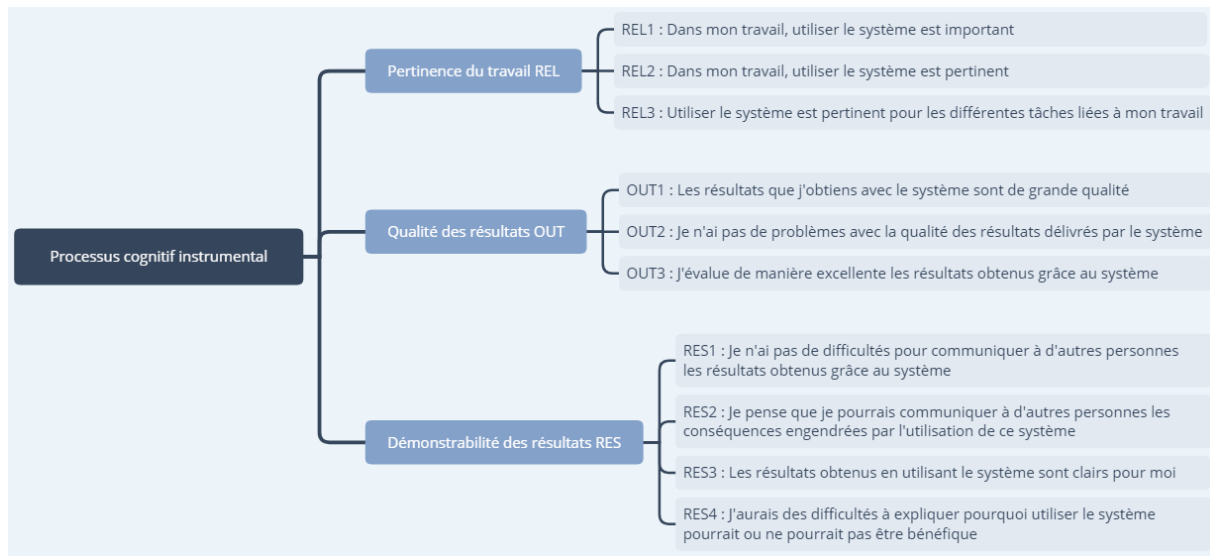 Processus cognitif instrumental
Pertinence du travail REL
REL1 : Dans mon travail, utiliser le système est important
REL2 : Dans mon travail, utiliser le système est pertinent
REL3 : Utiliser le système est pertinent pour les différentes tâches liées à mon travail
Qualité des résultats OUT
OUT1 : Les résultats que j'obtiens avec le système sont de grande qualité
OUT2 : Je n'ai pas de problèmes avec la qualité des résultats délivrés par le système
OUT3 : J'évalue de manière excellente les résultats obtenus grâce au système
Démonstrabilité des résultats RES
RES1 : Je n'ai pas de difficultés pour communiquer à d'autres personnes
les résultats obtenus grâce au système
RES2 : Je pense que je pourrais communiquer à d'autres personnes les
conséquences engendrées par l'utilisation de ce système
RES3 : Les résultats obtenus en utilisant le système sont clairs pour moi
RES4 : J'aurais des difficultés à expliquer pourquoi utiliser le système
pourrait ou ne pourrait pas être bénéfique